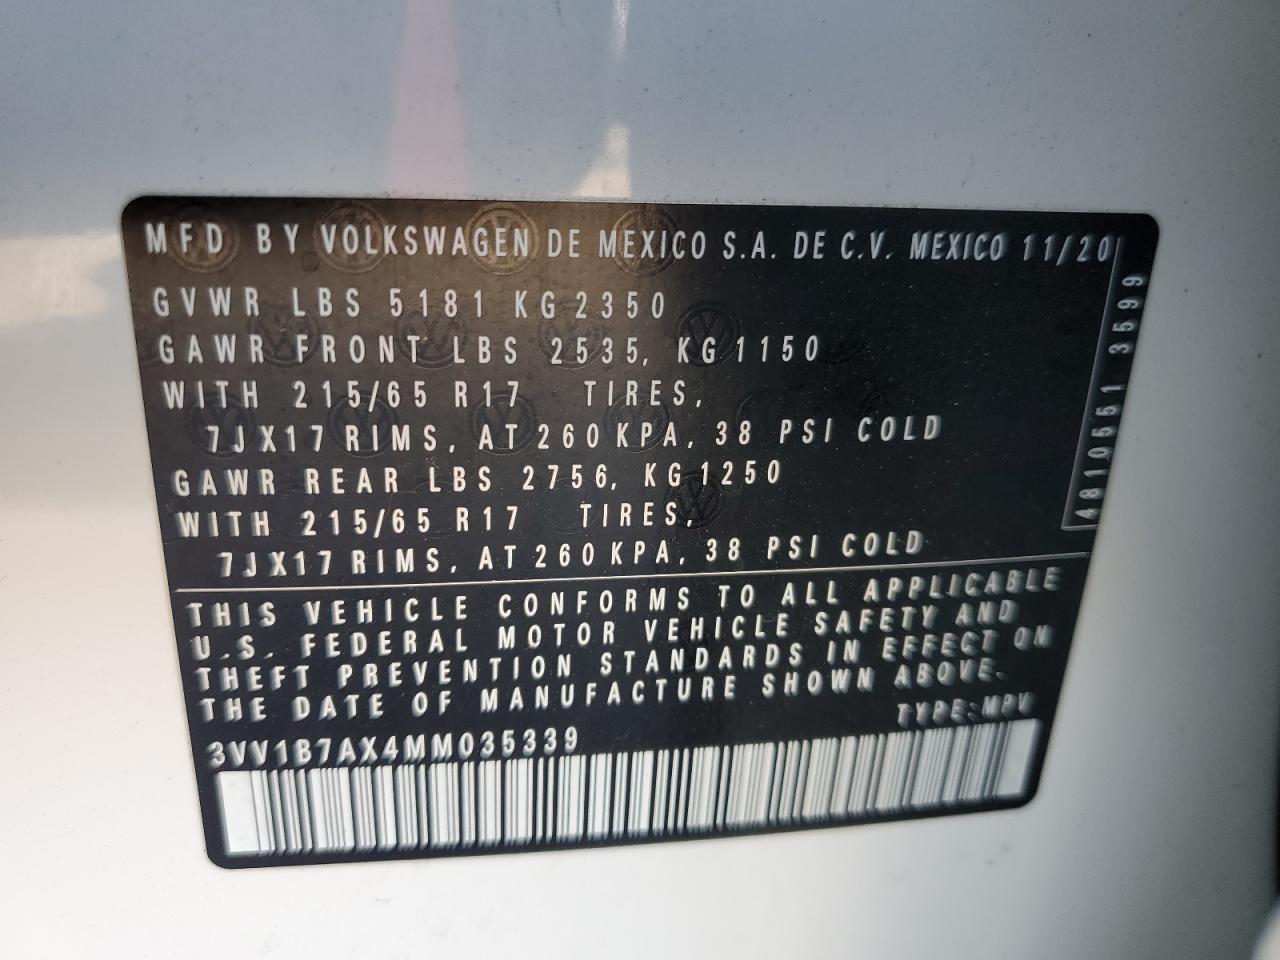 MFD BY VOLKSWAGEN DE MEXICO S.A. DE C.V. MEXICO 11/20
GVWR LBS 5181 KG 2350
GAWR FRONT LBS 2535, KG 1150
WITH 215/65 R17 TIRES,
7JX17 RIMS, AT 260 KPA, 38 PSI COLD
GAWR REAR LBS 2756, KG 1250
WITH 215/65 R17 TIRES,
7JX17 RIMS, AT 260 KPA, 38 PSI COLD
4810551 3599
THIS VEHICLE CONFORMS TO ALL APPLICABLE
U.S. FEDERAL MOTOR VEHICLE SAFETY AND
THEFT PREVENTION STANDARDS IN EFFECT ON
THE DATE OF MANUFACTURE SHOWN ABOVE.
TYPE:MPV
3VV1B7AX4MM035339